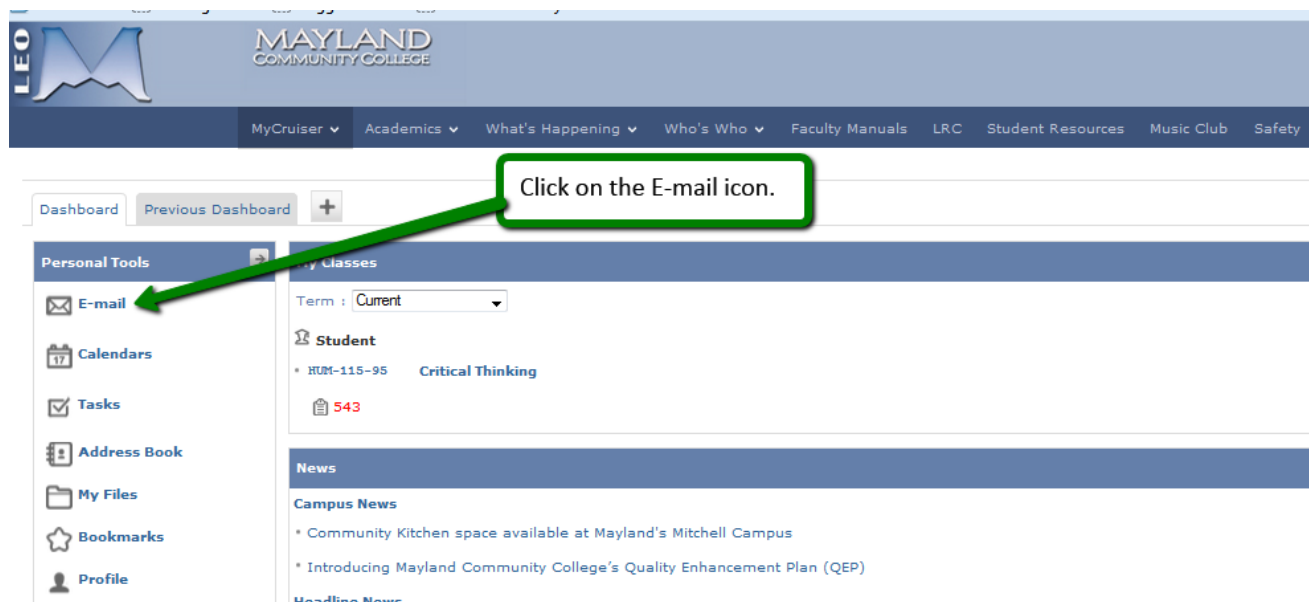 LEO
MAYLAND
COMMUNITY COLLEGE
MyCruiser Academics What's Happening Who's Who Faculty Manuals LRC Student Resources Music Club Safety
Click on the E-mail icon.
Dashboard Previous Dashboard +
Personal Tools
E-mail
17 Calendars
Tasks
Address Book
My Files
Bookmarks
Profile
My Classes
Term : Current
Student
• HUM-115-95 Critical Thinking
543
News
Campus News
• Community Kitchen space available at Mayland's Mitchell Campus
• Introducing Mayland Community College's Quality Enhancement Plan (QEP)
Headline News